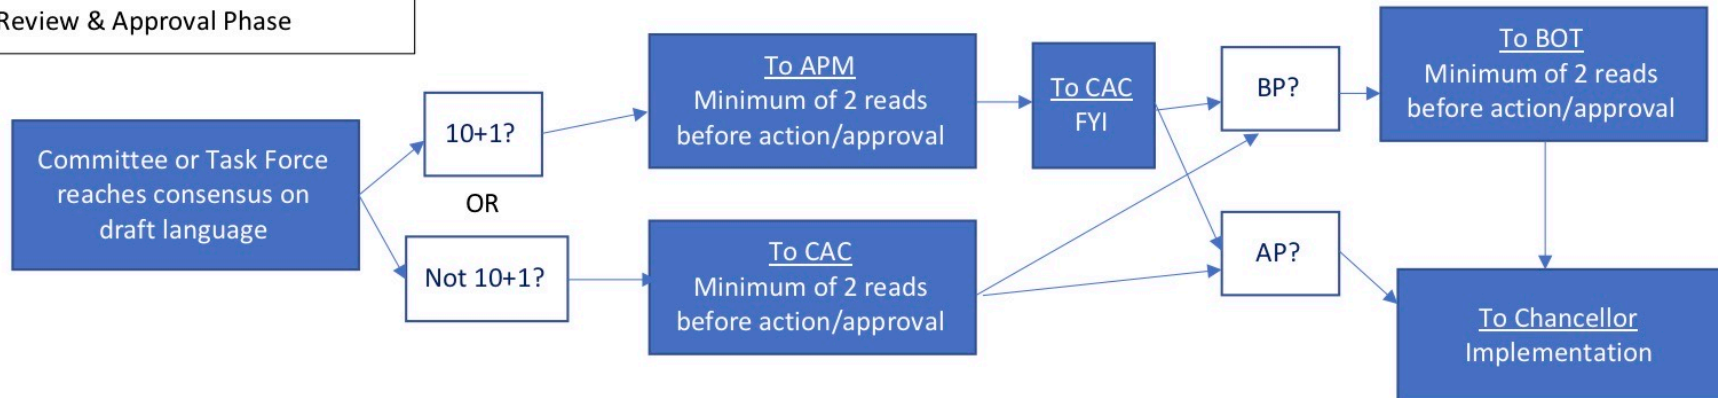 Review & Approval Phase
Committee or Task Force
reaches consensus on
draft language
10+1?
OR
Not 10+1?
To APM
Minimum of 2 reads
before action/approval
To CAC
Minimum of 2 reads
before action/approval
To CAC
FYI
BP?
AP?
To BOT
Minimum of 2 reads
before action/approval
To Chancellor
Implementation